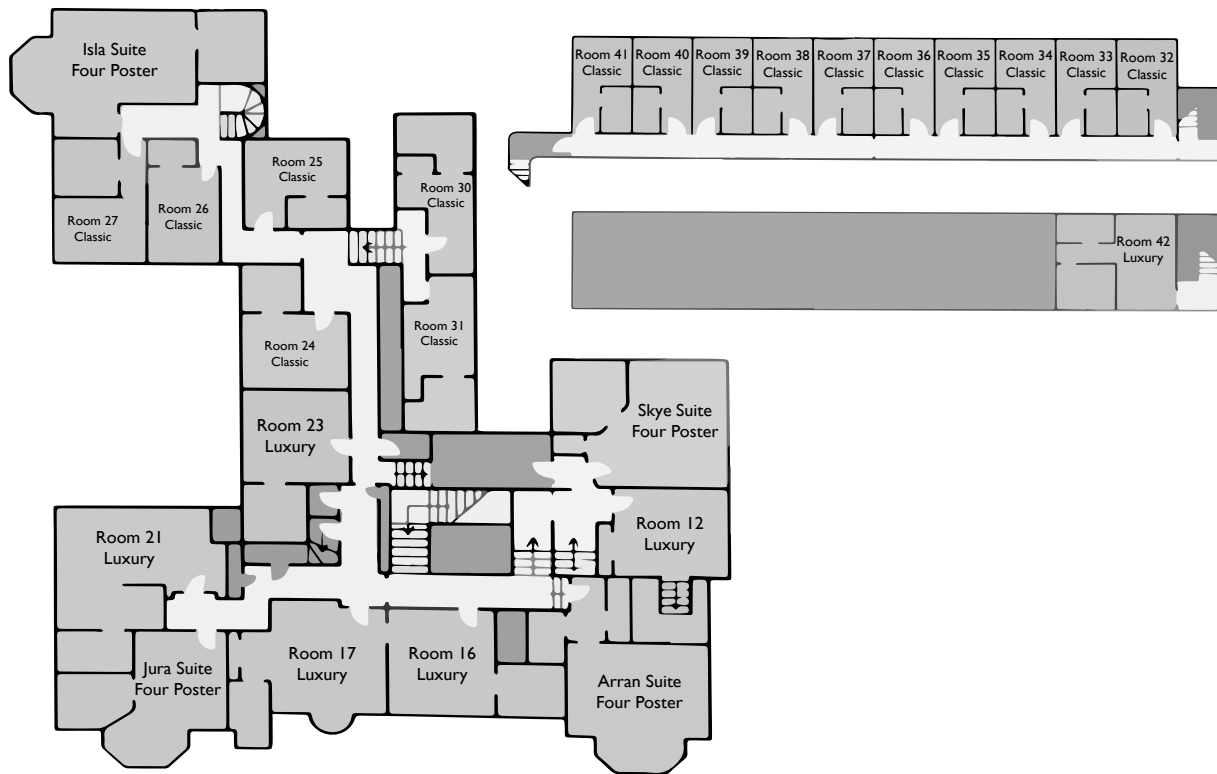 Isla Suite
Four Poster
Room 41
Classic
Room 40
Classic
Room 39
Classic
Room 38
Classic
Room 37
Classic
Room 36
Classic
Room 35
Classic
Room 34
Classic
Room 33
Classic
Room 32
Classic
Room 25
Classic
Room 30
Classic
Room 27
Classic
Room 26
Classic
Room 42
Luxury
Room 31
Classic
Room 24
Classic
Room 23
Luxury
Skye Suite
Four Poster
Room 21
Luxury
Room 12
Luxury
Jura Suite
Four Poster
Room 17
Luxury
Room 16
Luxury
Arran Suite
Four Poster